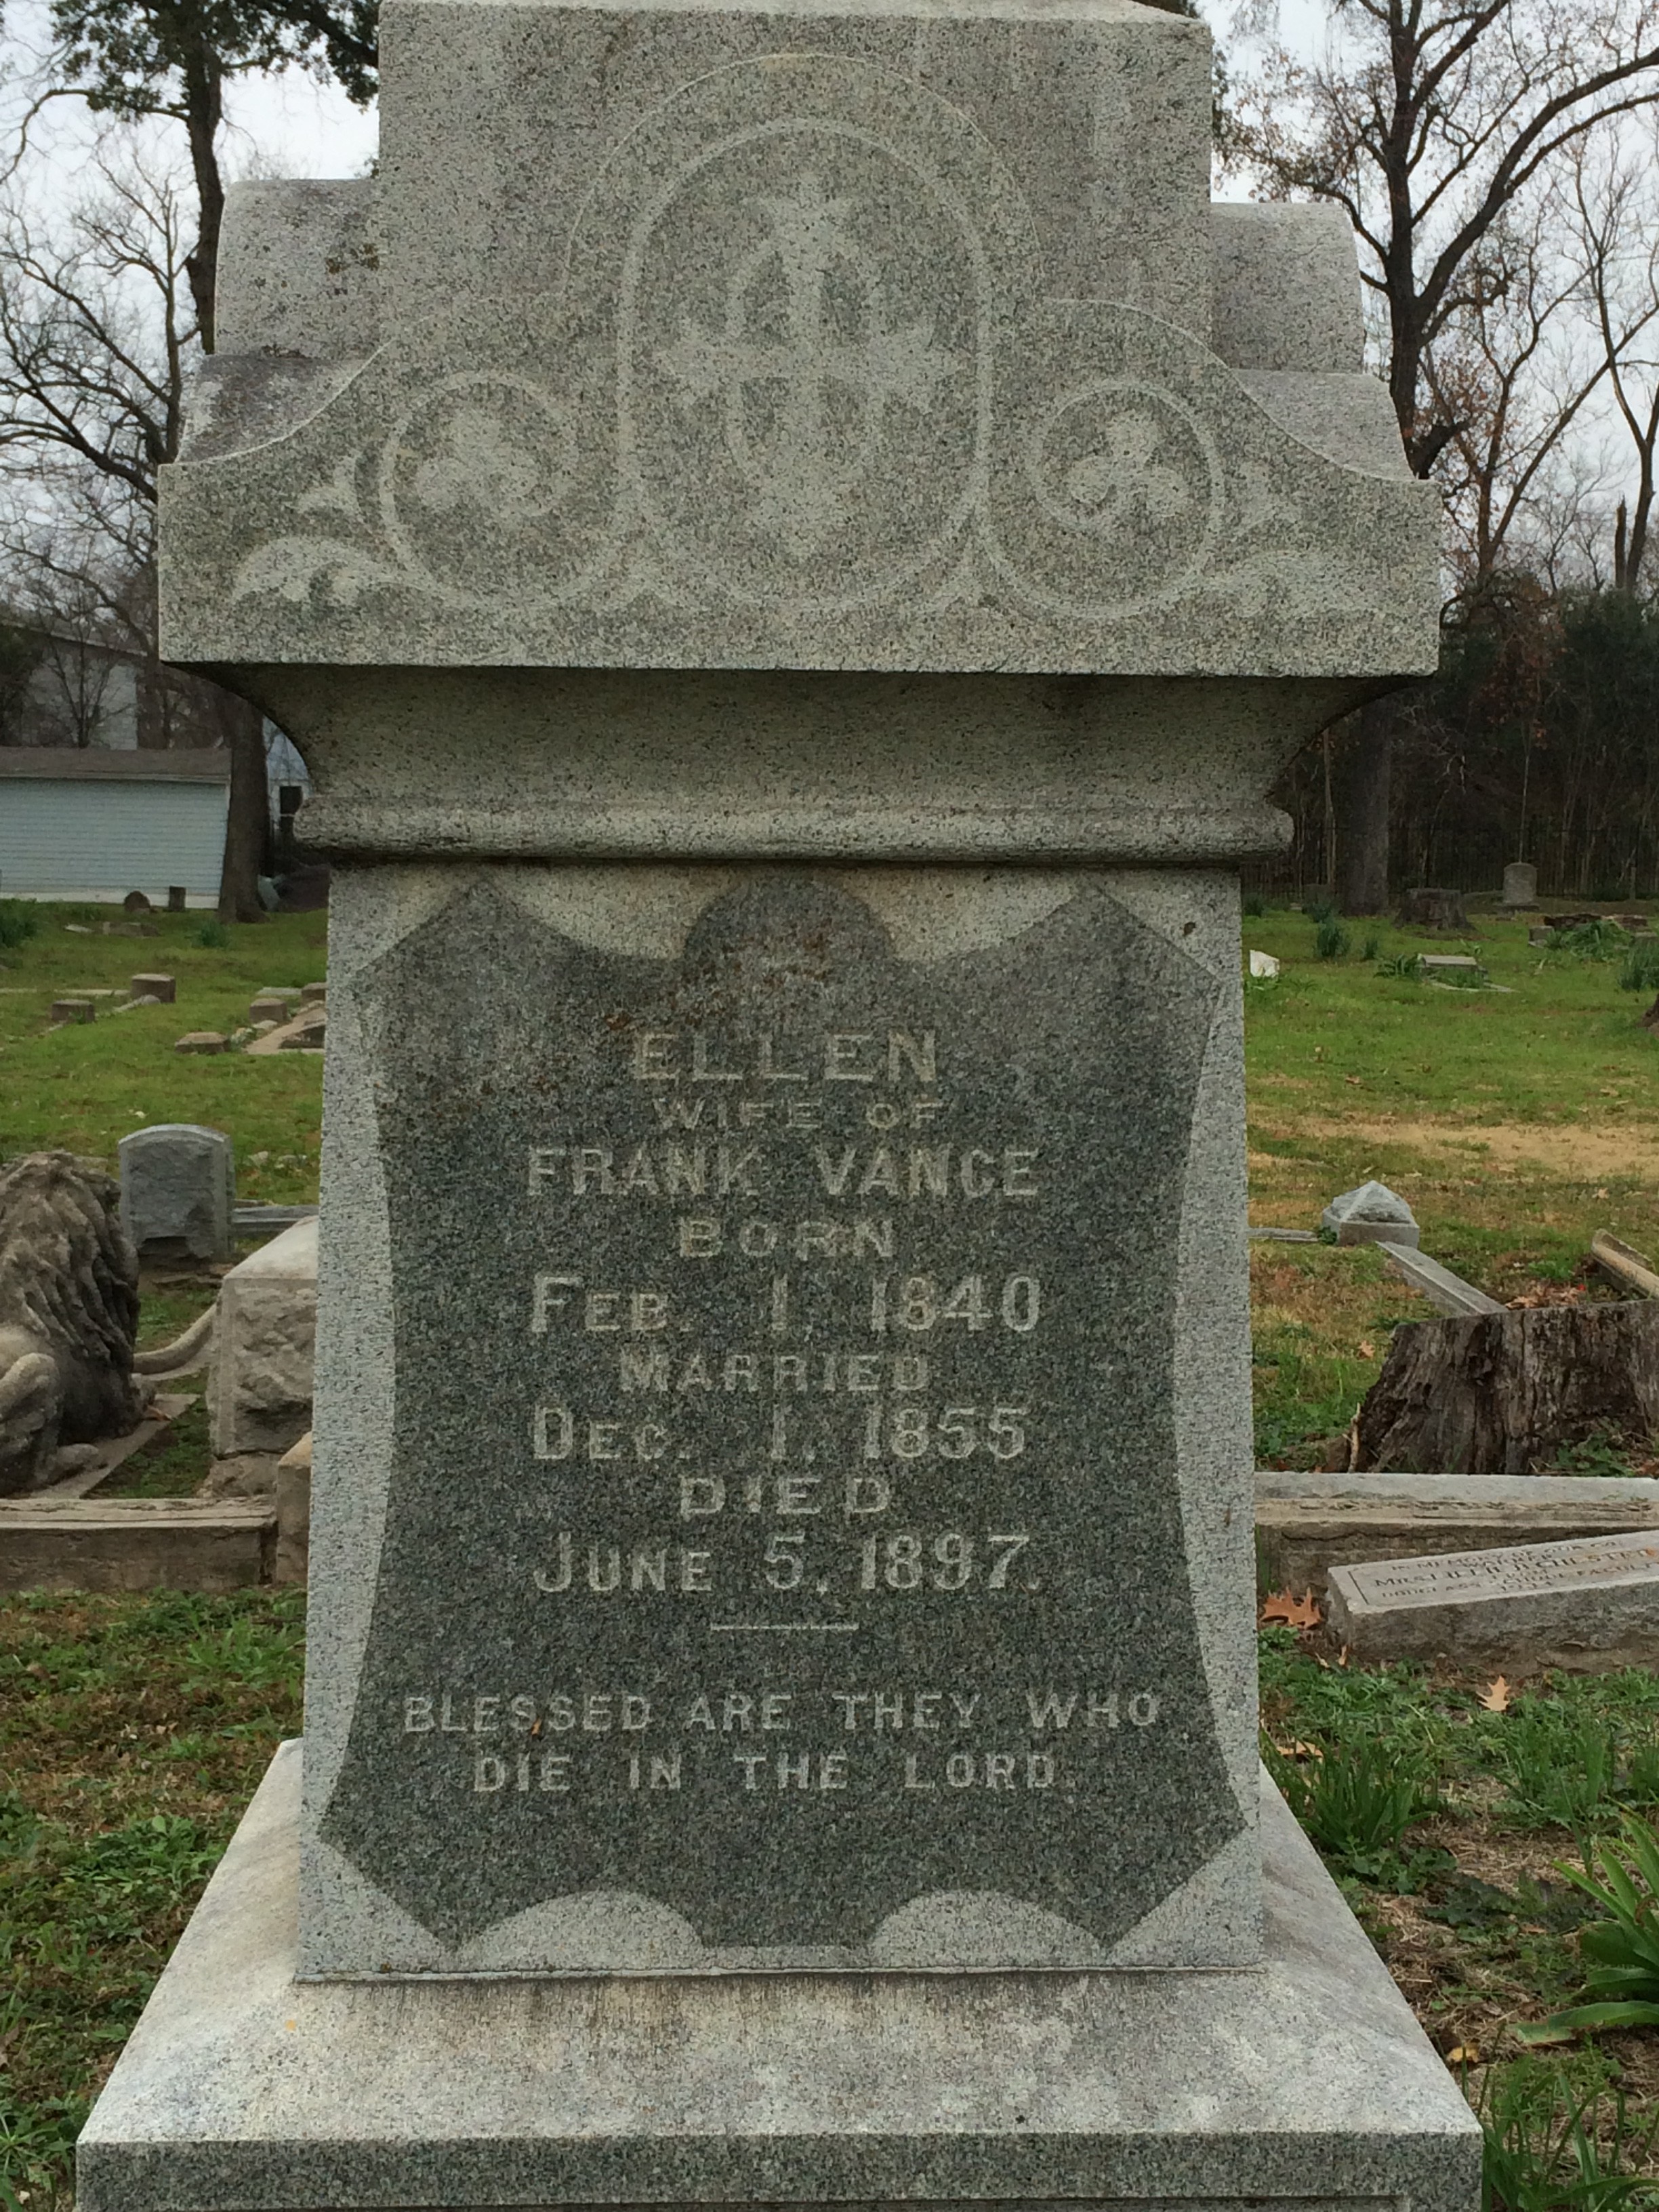 ELLEN
WIFE OF
FRANK VANCE
BORN
FEB. 1, 1840
MARRIED
DEC. 1, 1855
DIED
JUNE 5, 1897.
BLESSED ARE THEY WHO
DIE IN THE LORD.